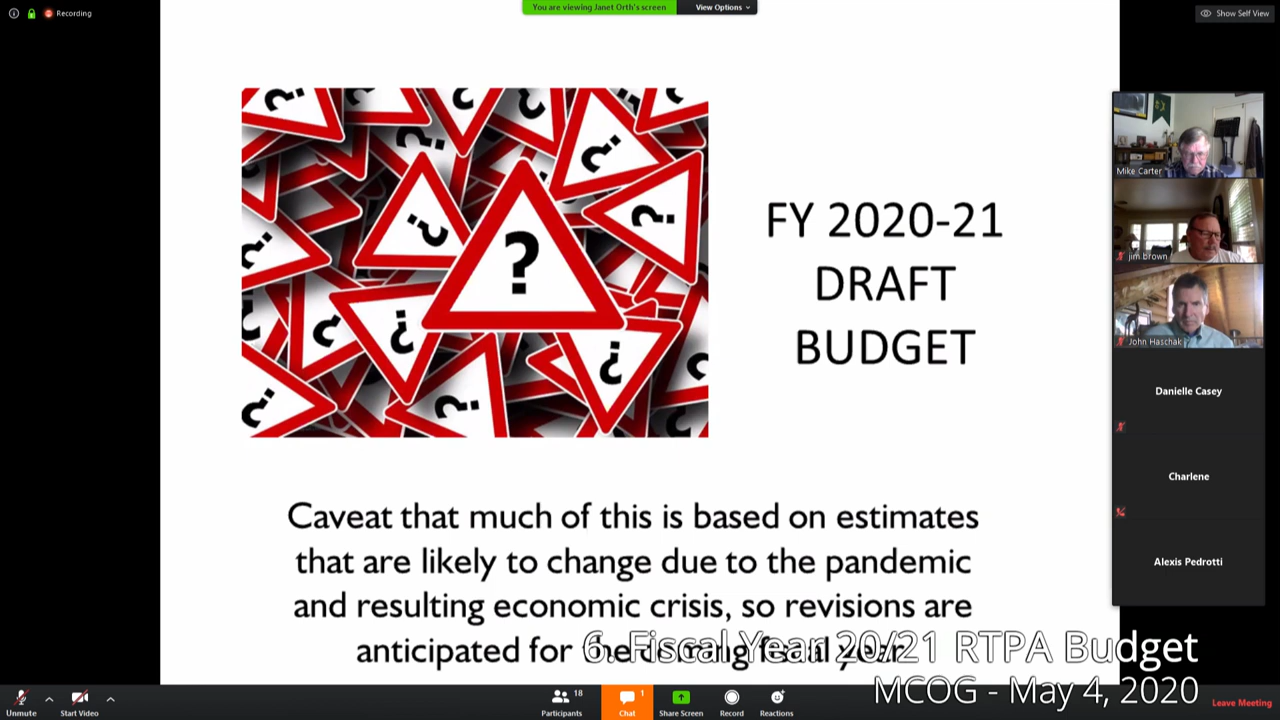 Recording
You are viewing Janet Orth's screen
View Options
Show Self View
? ? ? ? ? ? ? ? ? ? ? ? ? ? ?
FY 2020-21
DRAFT
BUDGET
Mike Carter
jim brown
John Haschak
Danielle Casey
Charlene
Alexis Pedrotti
Caveat that much of this is based on estimates
that are likely to change due to the pandemic
and resulting economic crisis, so revisions are
anticipated for the coming fiscal year
6. Fiscal Year 20/21 RTPA Budget
MCOG - May 4, 2020
Unmute
Start Video
Participants
18
Chat
1
Share Screen
Record
Reactions
Leave Meeting